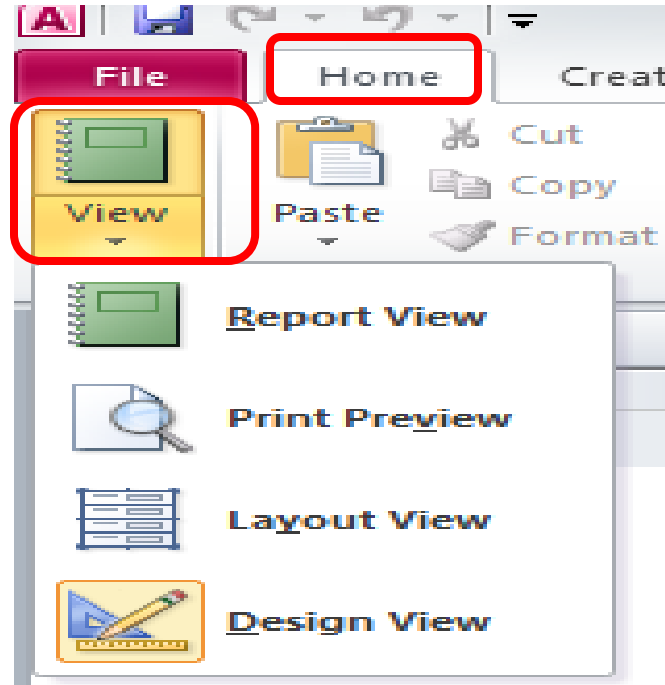 A
File Home Creat
Cut
Copy
View Paste
Format
Report View
Print Preview
Layout View
Design View